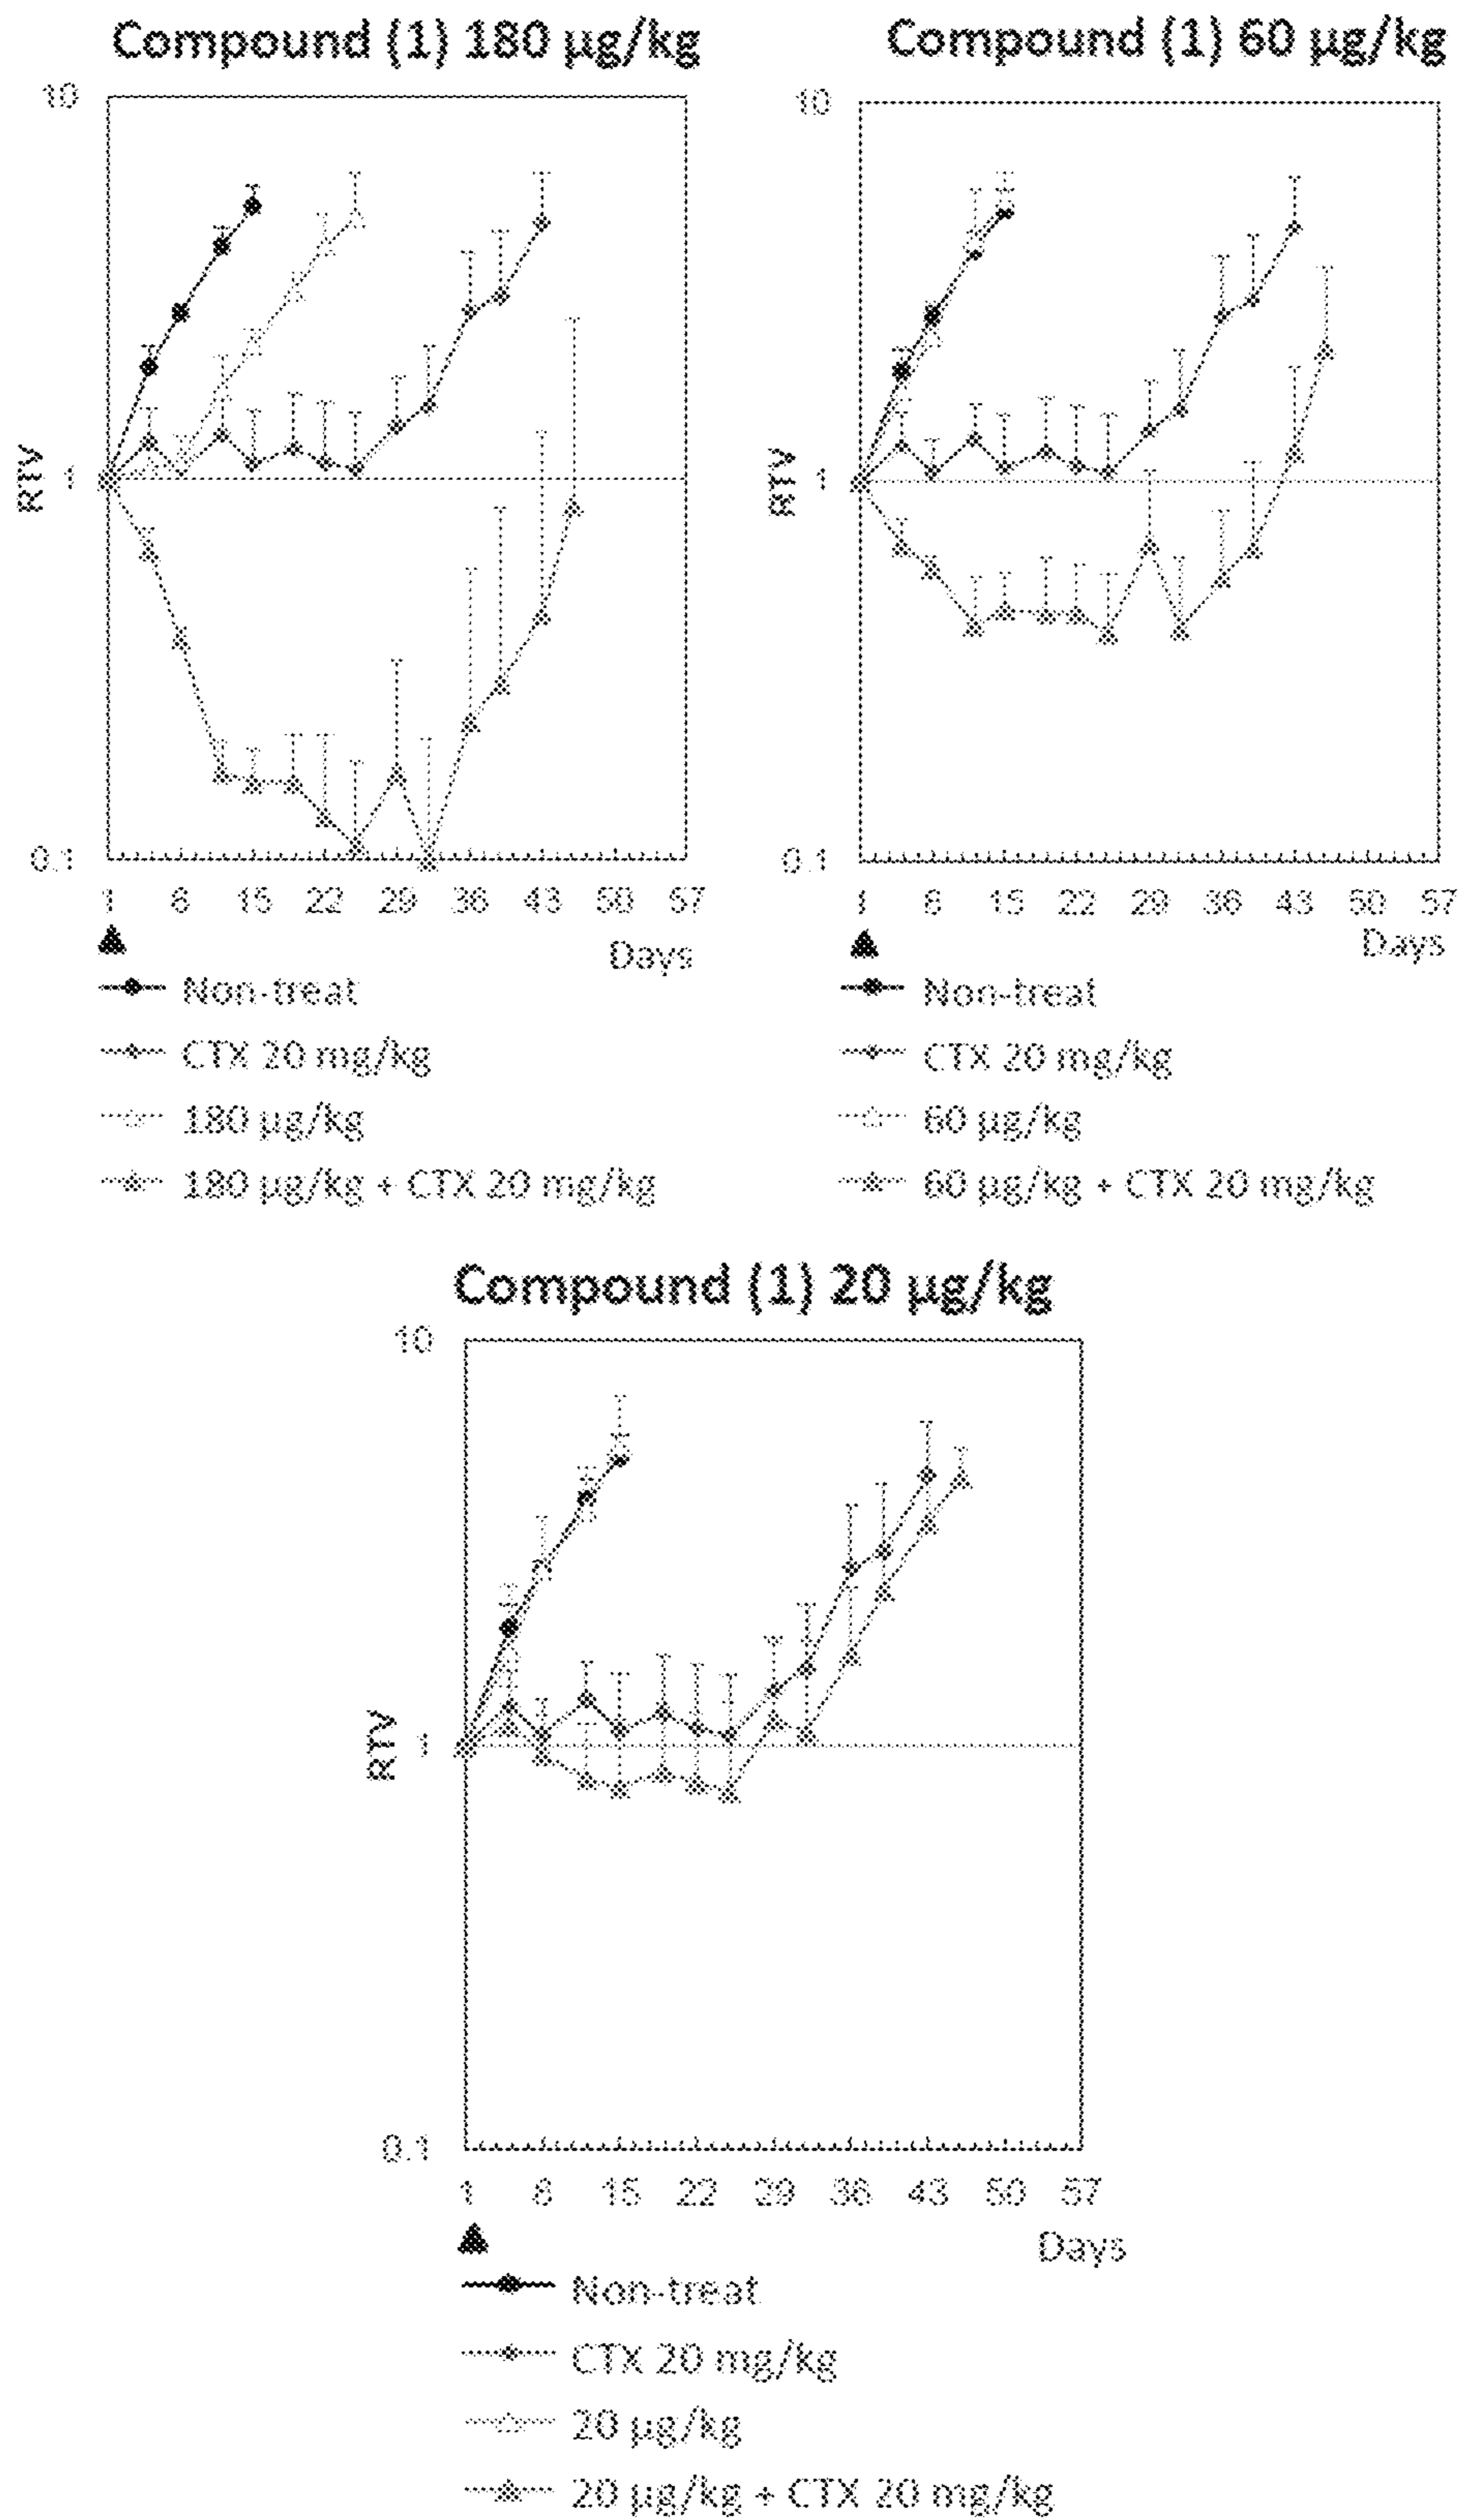 Compound (1) 180 µg/kg
10
RTV
1
0.1
1 8 15 22 29 36 43 50 57
Days
Non-treat
CTX 20 mg/kg
180 µg/kg
180 µg/kg + CTX 20 mg/kg
Compound (1) 60 µg/kg
10
RTV
1
0.1
1 8 15 22 29 36 43 50 57
Days
Non-treat
CTX 20 mg/kg
60 µg/kg
60 µg/kg + CTX 20 mg/kg
Compound (1) 20 µg/kg
10
RTV
1
0.1
1 8 15 22 29 36 43 50 57
Days
Non-treat
CTX 20 mg/kg
20 µg/kg
20 µg/kg + CTX 20 mg/kg